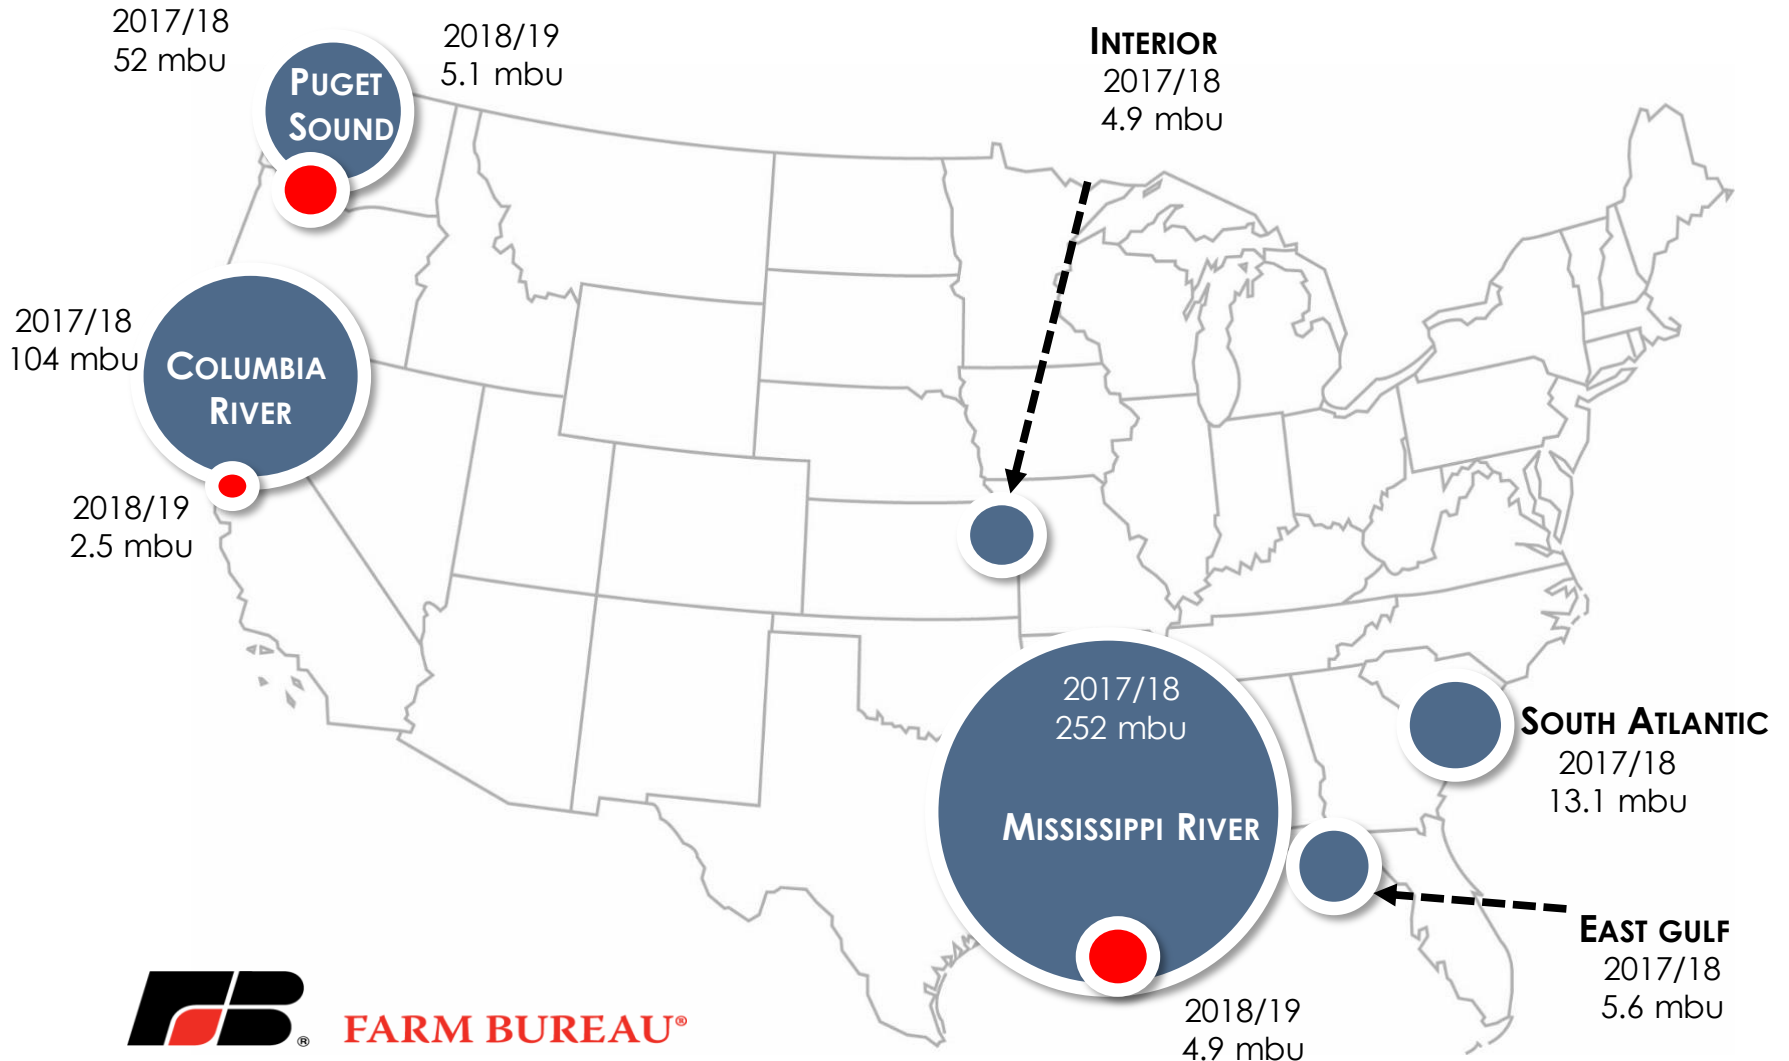 2017/18
52 mbu
2018/19
5.1 mbu
PUGET
SOUND
INTERIOR
2017/18
4.9 mbu
2017/18
104 mbu
COLUMBIA
RIVER
2018/19
2.5 mbu
2017/18
252 mbu
MISSISSIPPI RIVER
2018/19
4.9 mbu
SOUTH ATLANTIC
2017/18
13.1 mbu
EAST GULF
2017/18
5.6 mbu
FB®
FARM BUREAU®